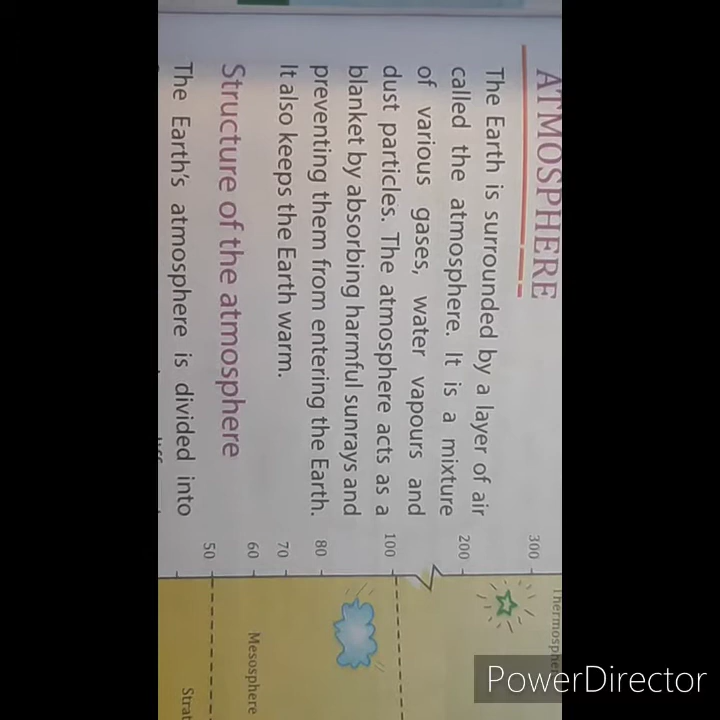 ATMOSPHERE
The Earth is surrounded by a layer of air
called the atmosphere. It is a mixture
of various gases, water vapours and
dust particles. The atmosphere acts as a
blanket by absorbing harmful sunrays and
preventing them from entering the Earth.
It also keeps the Earth warm.
Structure of the atmosphere
The Earth's atmosphere is divided into
300
200
100
80
70
60
50
Mesosphere
PowerDirector